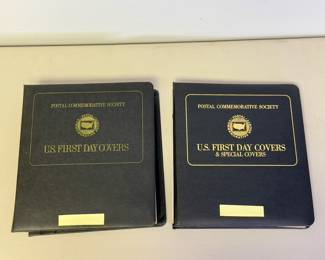 POSTAL COMMEMORATIVE SOCIETY
U.S. FIRST DAY COVERS
POSTAL COMMEMORATIVE SOCIETY
U.S. FIRST DAY COVERS
& SPECIAL COVERS